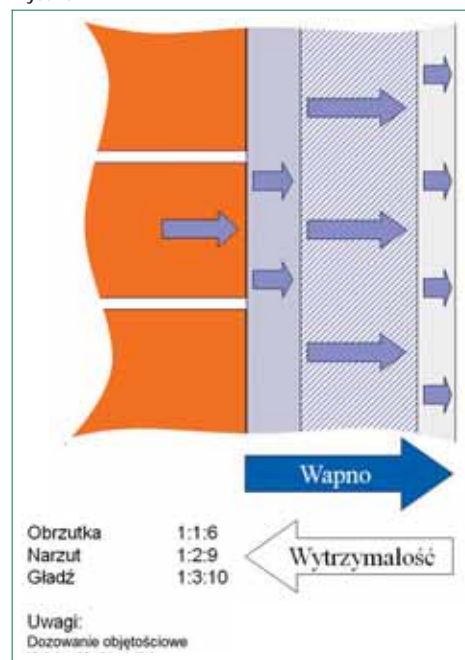 Wapno
Obrzutka 1:1:6
Narzut 1:2:9
Gładź 1:3:10
Wytrzymałość
Uwagi:
Dozowanie objętościowe